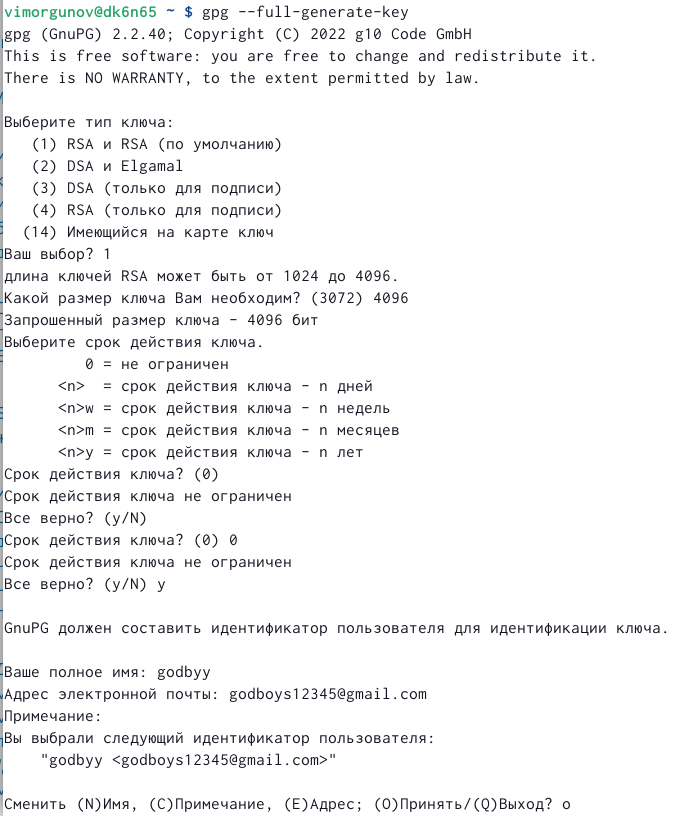 vimorgunov@dk6n65 ~ $ gpg --full-generate-key
gpg (GnuPG) 2.2.40; Copyright (C) 2022 g10 Code GmbH
This is free software: you are free to change and redistribute it.
There is NO WARRANTY, to the extent permitted by law.

Выберите тип ключа:
   (1) RSA и RSA (по умолчанию)
   (2) DSA и Elgamal
   (3) DSA (только для подписи)
   (4) RSA (только для подписи)
  (14) Имеющийся на карте ключ
Ваш выбор? 1
длина ключей RSA может быть от 1024 до 4096.
Какой размер ключа Вам необходим? (3072) 4096
Запрошенный размер ключа - 4096 бит
Выберите срок действия ключа.
         0 = не ограничен
      <n>  = срок действия ключа - n дней
      <n>w = срок действия ключа - n недель
      <n>m = срок действия ключа - n месяцев
      <n>y = срок действия ключа - n лет
Срок действия ключа? (0)
Срок действия ключа не ограничен
Все верно? (y/N)
Срок действия ключа? (0) 0
Срок действия ключа не ограничен
Все верно? (y/N) y

GnuPG должен составить идентификатор пользователя для идентификации ключа.

Ваше полное имя: godbyy
Адрес электронной почты: godboys12345@gmail.com
Примечание:
Вы выбрали следующий идентификатор пользователя:
    "godbyy <godboys12345@gmail.com>"

Сменить (N)Имя, (C)Примечание, (E)Адрес; (O)Принять/(Q)Выход? o